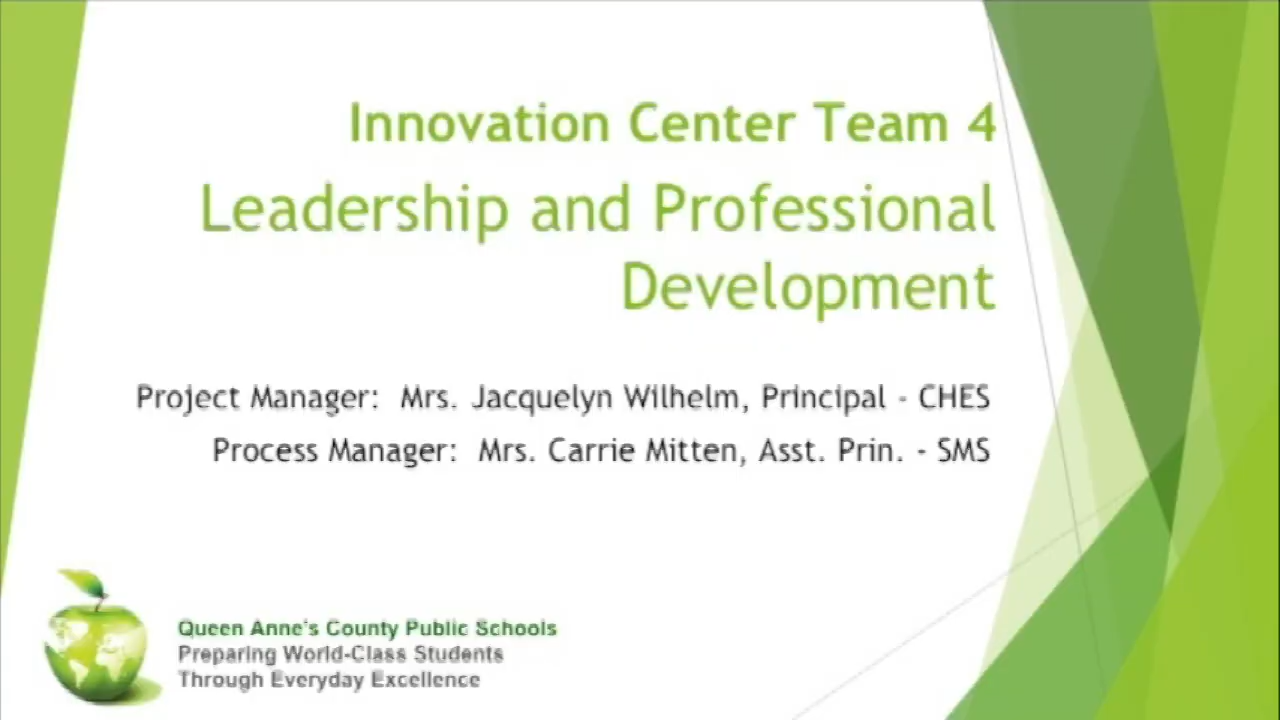 Innovation Center Team 4
Leadership and Professional
Development
Project Manager:  Mrs. Jacquelyn Wilhelm, Principal - CHES
Process Manager:  Mrs. Carrie Mitten, Asst. Prin. - SMS
Queen Anne's County Public Schools
Preparing World-Class Students
Through Everyday Excellence